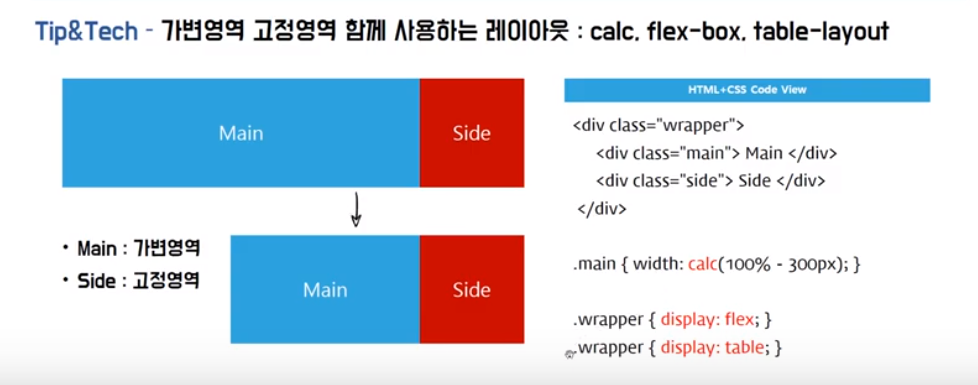 Tip&Tech - 가변영역 고정영역 함께 사용하는 레이아웃 : calc, flex-box, table-layout
Main
Side
Main
Side
• Main : 가변영역
• Side : 고정영역
HTML+CSS Code View
<div class="wrapper">
<div class="main"> Main </div>
<div class="side"> Side </div>
</div>
.main { width: calc(100% - 300px); }
.wrapper { display: flex; }
.wrapper { display: table; }